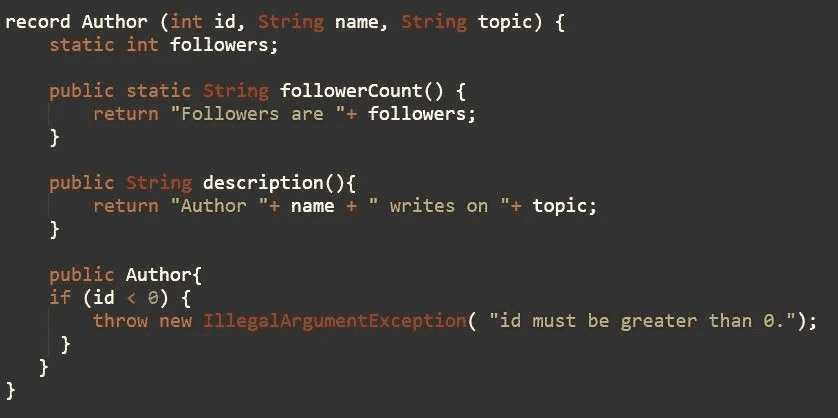 record Author (int id, String name, String topic) {
    static int followers;

    public static String followerCount() {
        return "Followers are "+ followers;
    }

    public String description(){
        return "Author "+ name + " writes on "+ topic;
    }

    public Author{
    if (id < 0) {
        throw new IllegalArgumentException( "id must be greater than 0.");
     }
   }
}